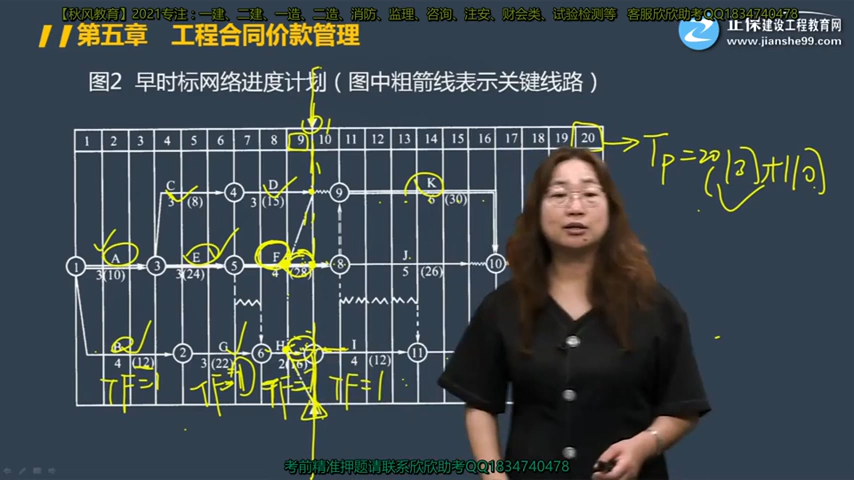 【秋风教育】2021专注：一建、二建、一造、二造、消防、监理、咨询、注安、财会类、试验检测等 客服欣欣助考QQ1834740478
第五章 工程合同价款管理
正保建设工程教育网
www.jianshe99.com
图2 早时标网络进度计划（图中粗箭线表示关键线路）
1 2 3 4 5 6 7 8 9 10 11 12 13 14 15 16 17 18 19 20
C 3 (8)
4
D 3 (15)
9
K 6 (30)
1
A 3(10)
3
E 3(24)
5
F 4 (28)
8
J 5 (26)
10
B 4 (12)
2
G 3 (22)
6
H
I 4 (12)
11
TF=1
TF=1
TF=
TF=1
考前精准押题请联系欣欣助考QQ1834740478